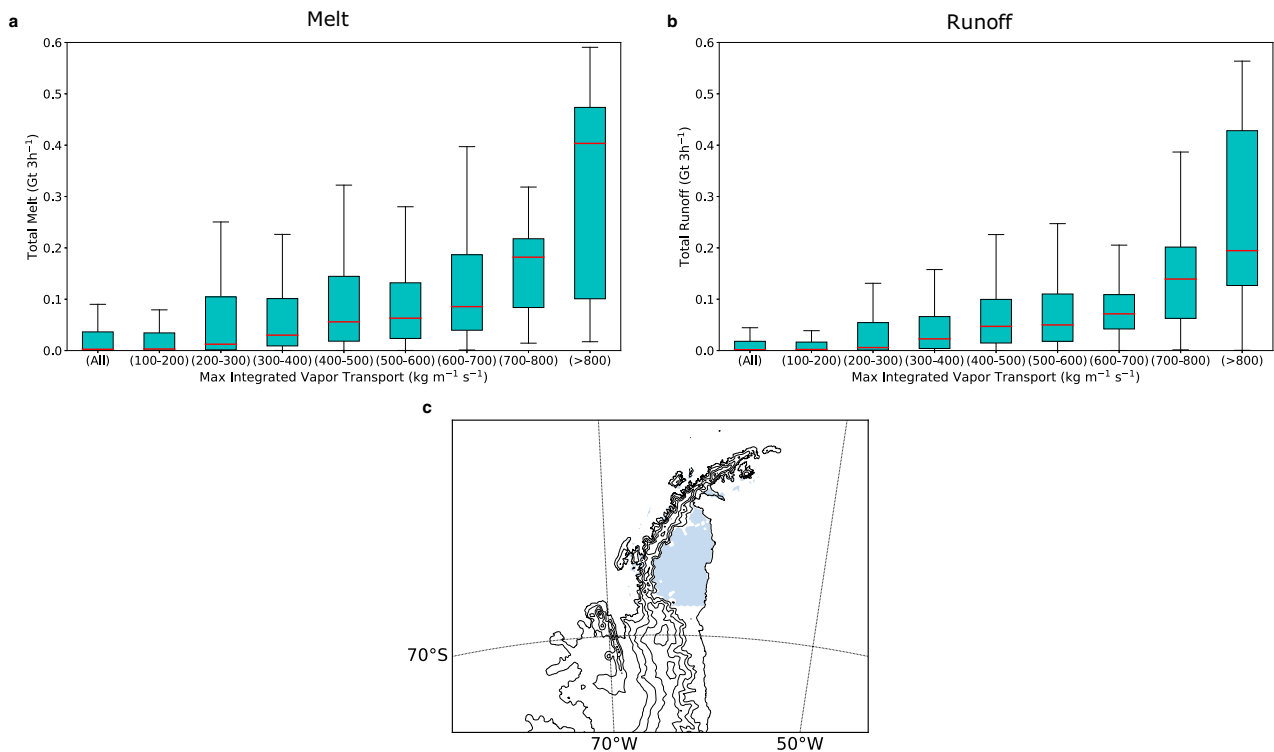 a
Melt
0.6
0.5
0.4
0.3
0.2
0.1
0.0
Total Melt (Gt 3h⁻¹)
(All) (100-200) (200-300) (300-400) (400-500) (500-600) (600-700) (700-800) (>800)
Max Integrated Vapor Transport (kg m⁻¹ s⁻¹)
b
Runoff
0.6
0.5
0.4
0.3
0.2
0.1
0.0
Total Runoff (Gt 3h⁻¹)
(All) (100-200) (200-300) (300-400) (400-500) (500-600) (600-700) (700-800) (>800)
Max Integrated Vapor Transport (kg m⁻¹ s⁻¹)
c
70°S
70°W 50°W